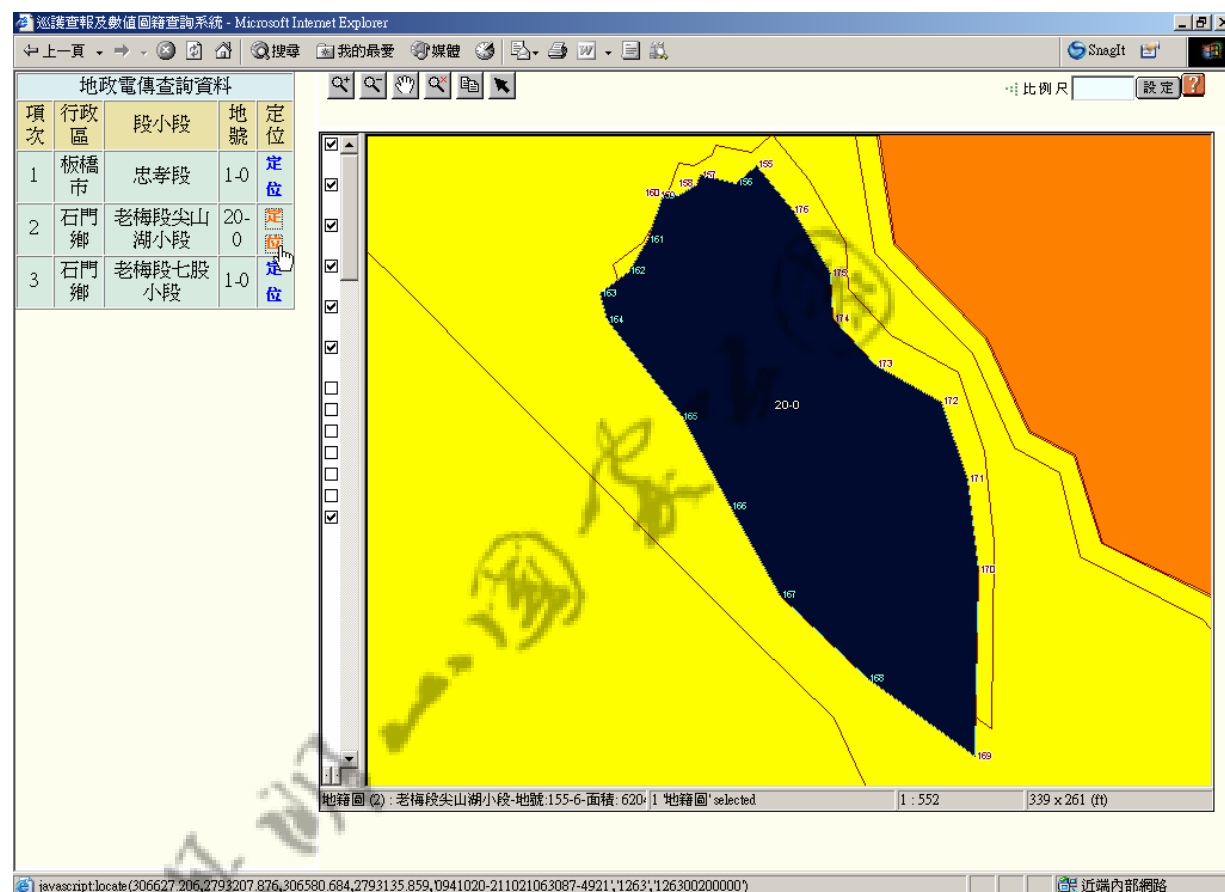 巡護查報及數值圖籍查詢系統 - Microsoft Internet Explorer
上一頁 搜尋 我的最愛 媒體 SnagIt
地政電傳查詢資料
項次 行政區 段小段 地號 定位
1 板橋市 忠孝段 1-0 定位
2 石門鄉 老梅段尖山湖小段 20-0 定位
3 石門鄉 老梅段七股小段 1-0 定位
比例尺 設定
155
156
157
158
159
160
161
162
163
164
165
166
167
168
169
170
171
172
173
174
175
176
20-0
地籍圖 (2) : 老梅段尖山湖小段-地號:155-6-面積: 620 1 '地籍圖' selected 1 : 552 339 x 261 (ft)
javascript:locate(306627.206,2793207.876,306580.684,2793135.859,'0941020-211021063087-4921','1263','126300200000') 近端內部網路